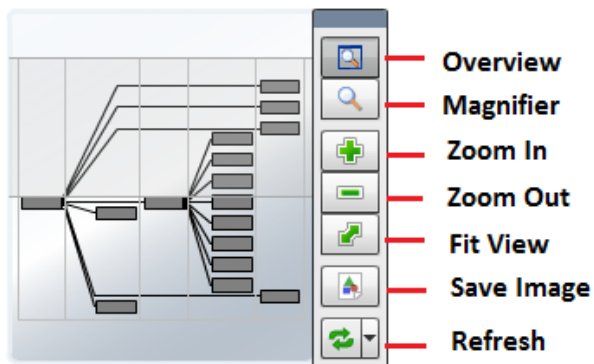 Overview
Magnifier
Zoom In
Zoom Out
Fit View
Save Image
Refresh